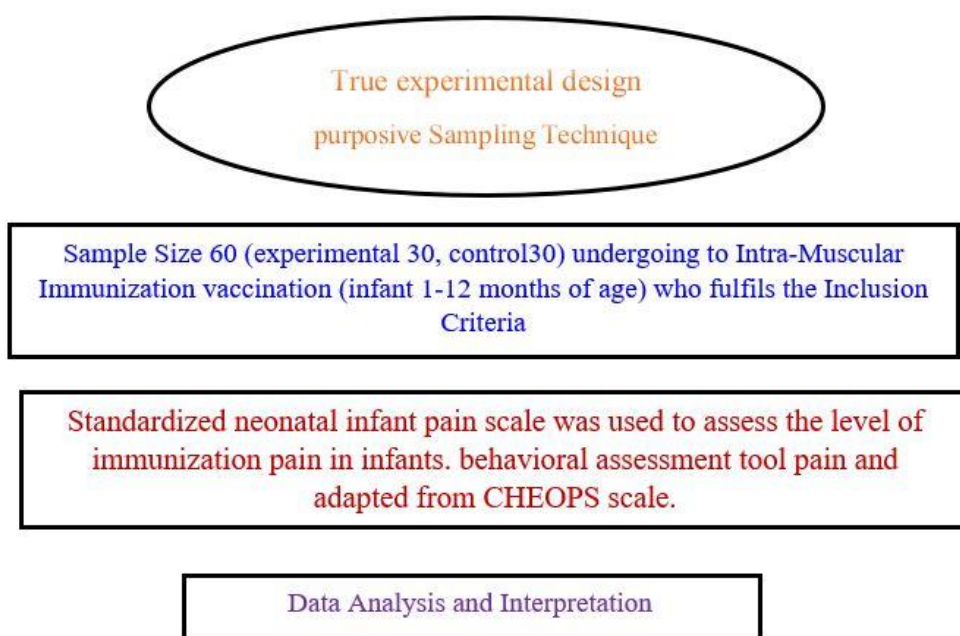 True experimental design
purposive Sampling Technique
Sample Size 60 (experimental 30, control30) undergoing to Intra-Muscular
Immunization vaccination (infant 1-12 months of age) who fulfils the Inclusion
Criteria
Standardized neonatal infant pain scale was used to assess the level of
immunization pain in infants. behavioral assessment tool pain and
adapted from CHEOPS scale.
Data Analysis and Interpretation